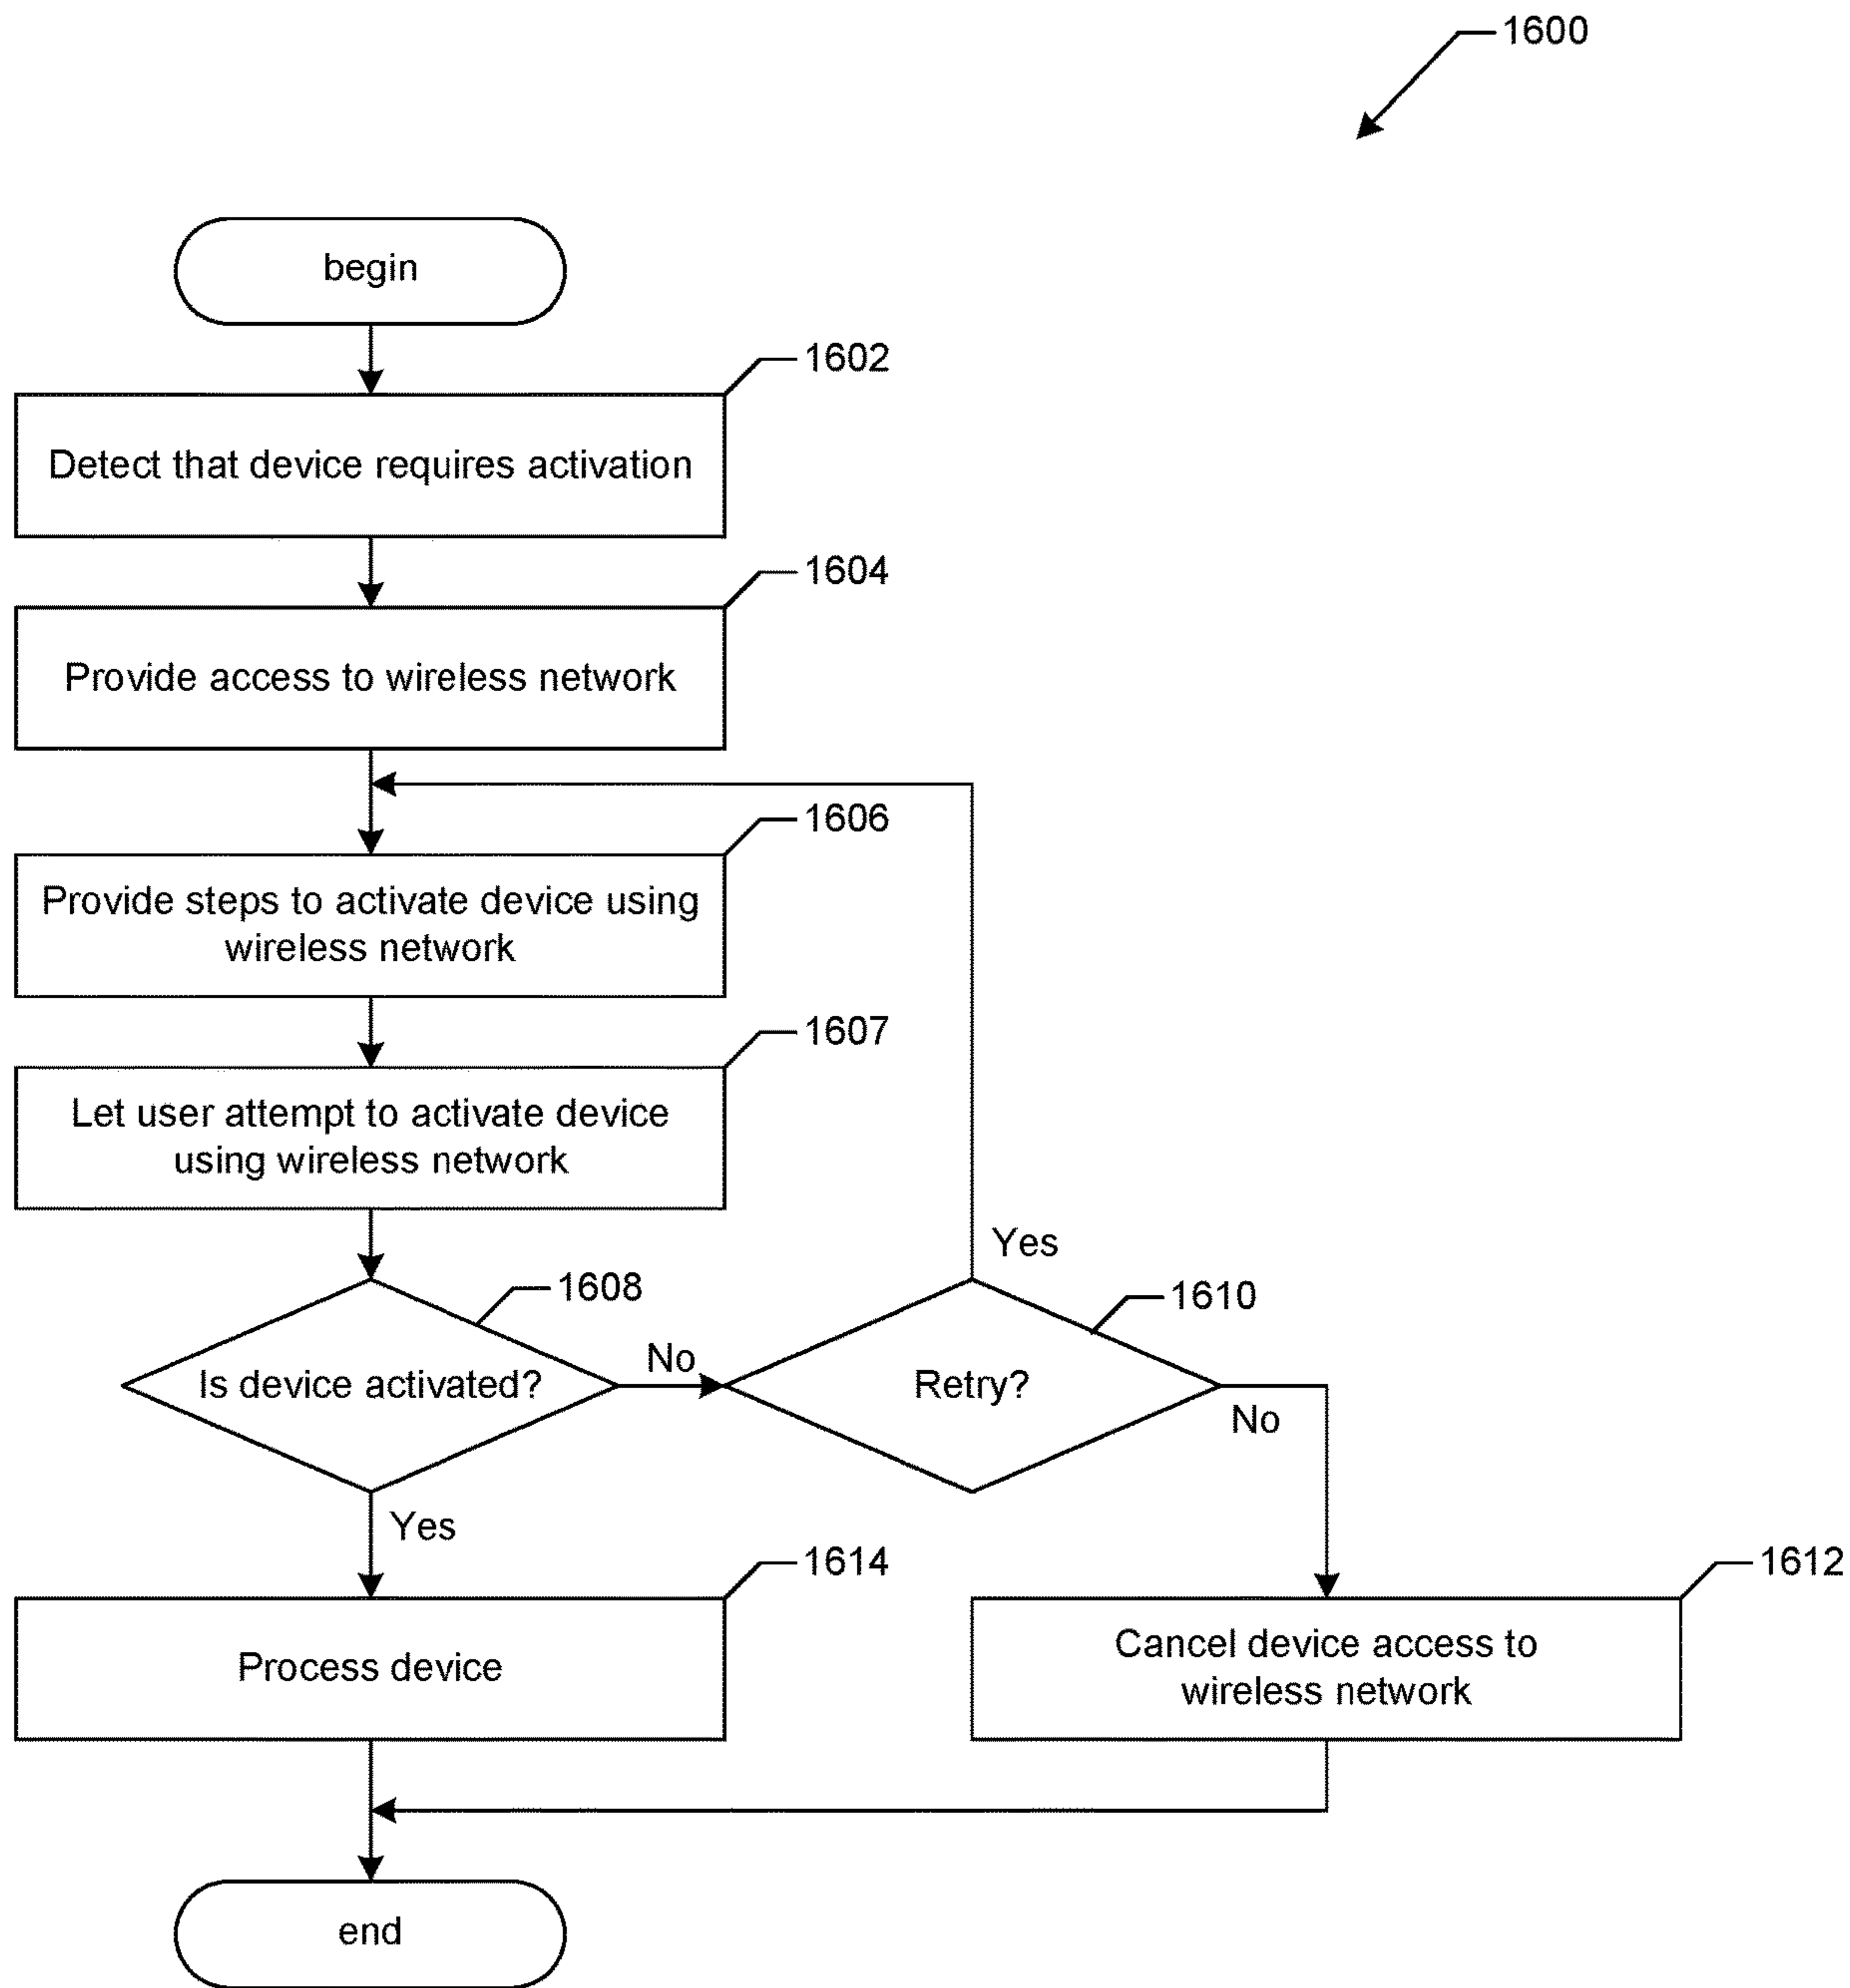 1600
begin
1602
Detect that device requires activation
1604
Provide access to wireless network
1606
Provide steps to activate device using
wireless network
1607
Let user attempt to activate device
using wireless network
Yes
1608
1610
Is device activated?
No
Retry?
No
Yes
1614
1612
Process device
Cancel device access to
wireless network
end